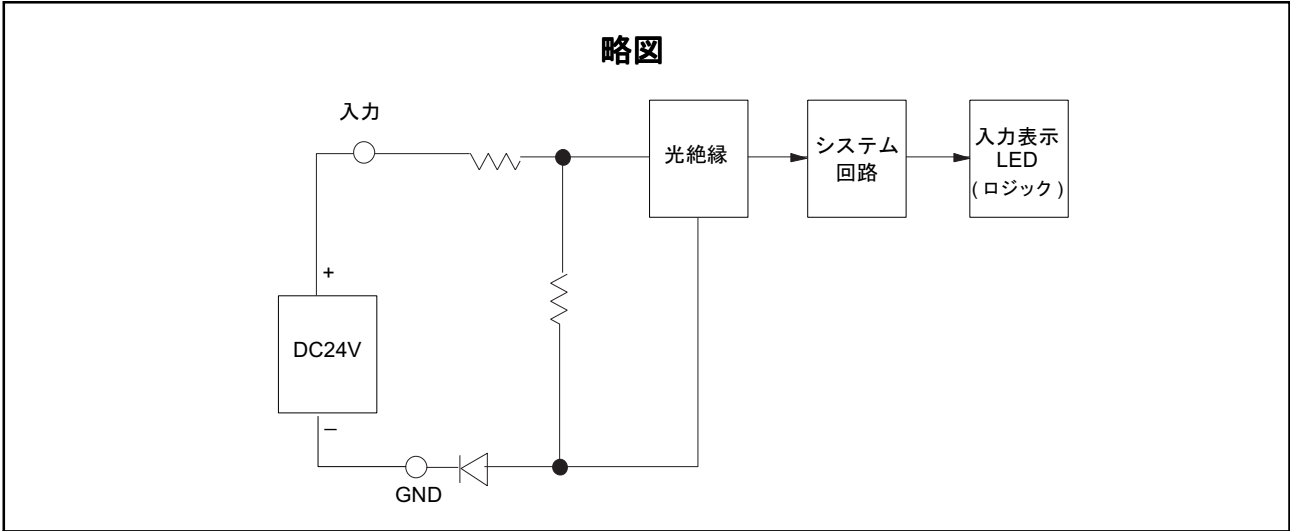 略図
入力
光絶縁
システム
回路
入力表示
LED
(ロジック)
+
DC24V
−
GND